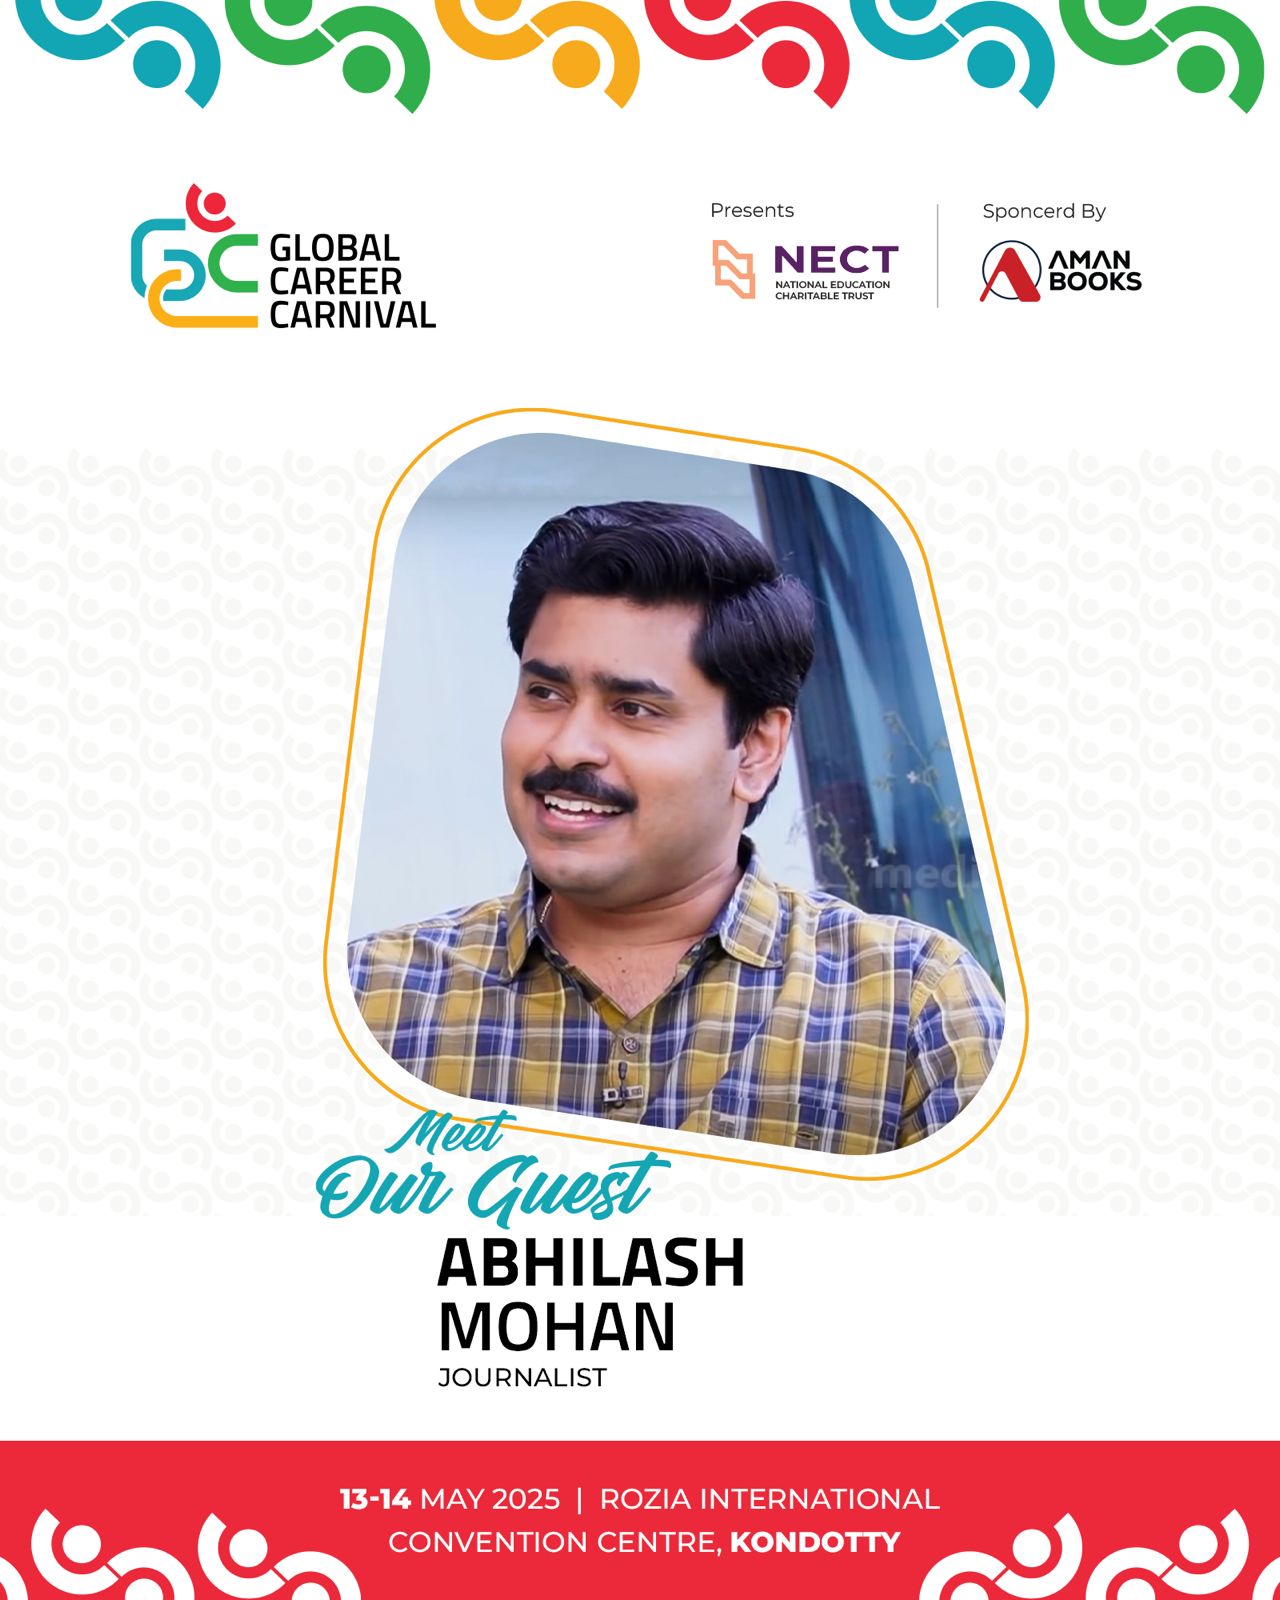 GLOBAL
CAREER
CARNIVAL
Presents
NECT
NATIONAL EDUCATION
CHARITABLE TRUST
Sponcerd By
AMAN
BOOKS
medi
Meet
Our Guest
ABHILASH
MOHAN
JOURNALIST
13-14 MAY 2025 | ROZIA INTERNATIONAL
CONVENTION CENTRE, KONDOTTY